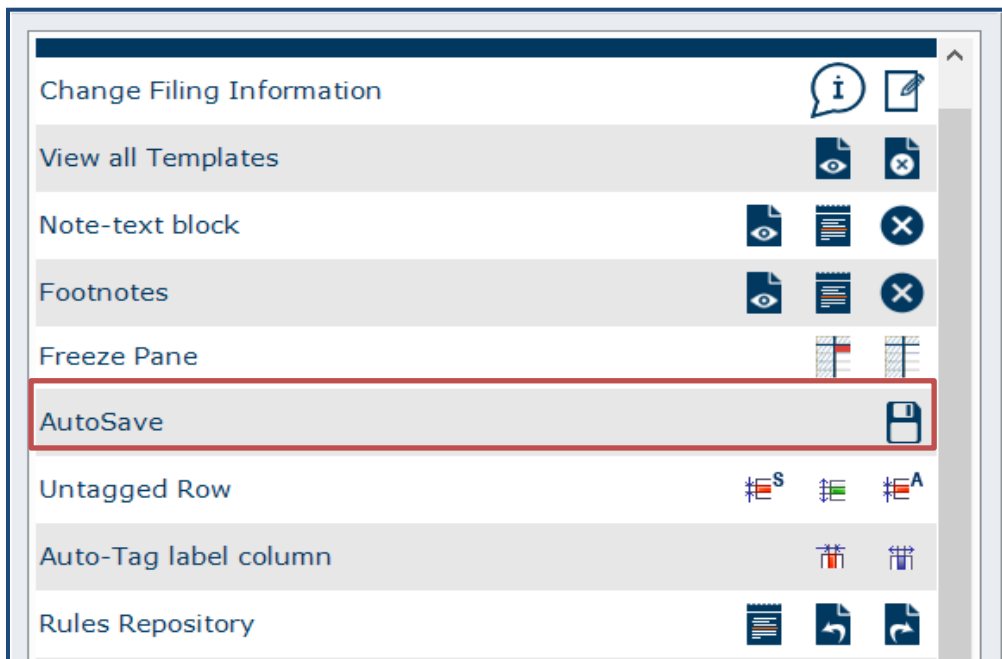 Change Filing Information
View all Templates
Note-text block
Footnotes
Freeze Pane
AutoSave
Untagged Row S A
Auto-Tag label column
Rules Repository